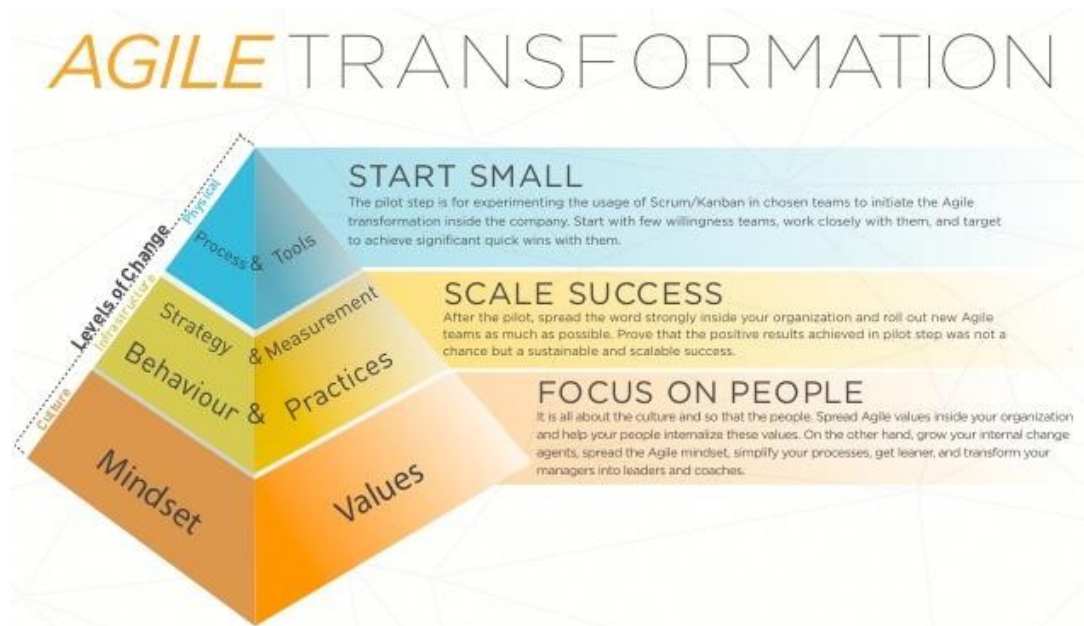 AGILE TRANSFORMATION
Levels of Change
Physical
Infrastructure
Culture
Process & Tools
Strategy & Measurement
Behaviour & Practices
Mindset
Values
START SMALL
The pilot step is for experimenting the usage of Scrum/Kanban in chosen teams to initiate the Agile
transformation inside the company. Start with few willingness teams, work closely with them, and target
to achieve significant quick wins with them.
SCALE SUCCESS
After the pilot, spread the word strongly inside your organization and roll out new Agile
teams as much as possible. Prove that the positive results achieved in pilot step was not a
chance but a sustainable and scalable success.
FOCUS ON PEOPLE
It is all about the culture and so that the people. Spread Agile values inside your organization
and help your people internalize these values. On the other hand, grow your internal change
agents, spread the Agile mindset, simplify your processes, get leaner, and transform your
managers into leaders and coaches.